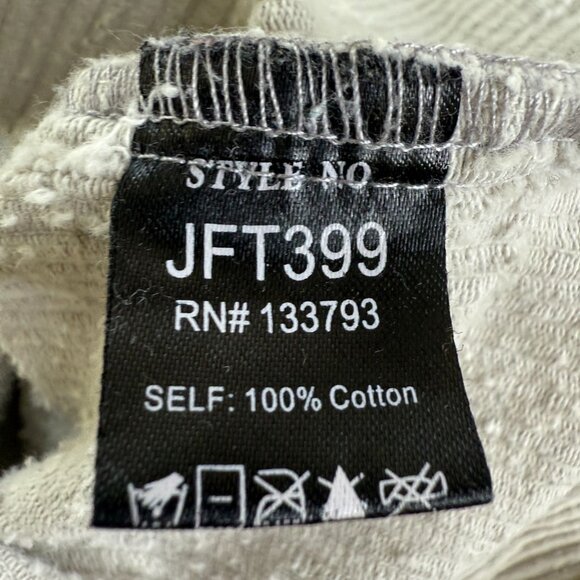 STYLE NO
JFT399
RN# 133793
SELF: 100% Cotton